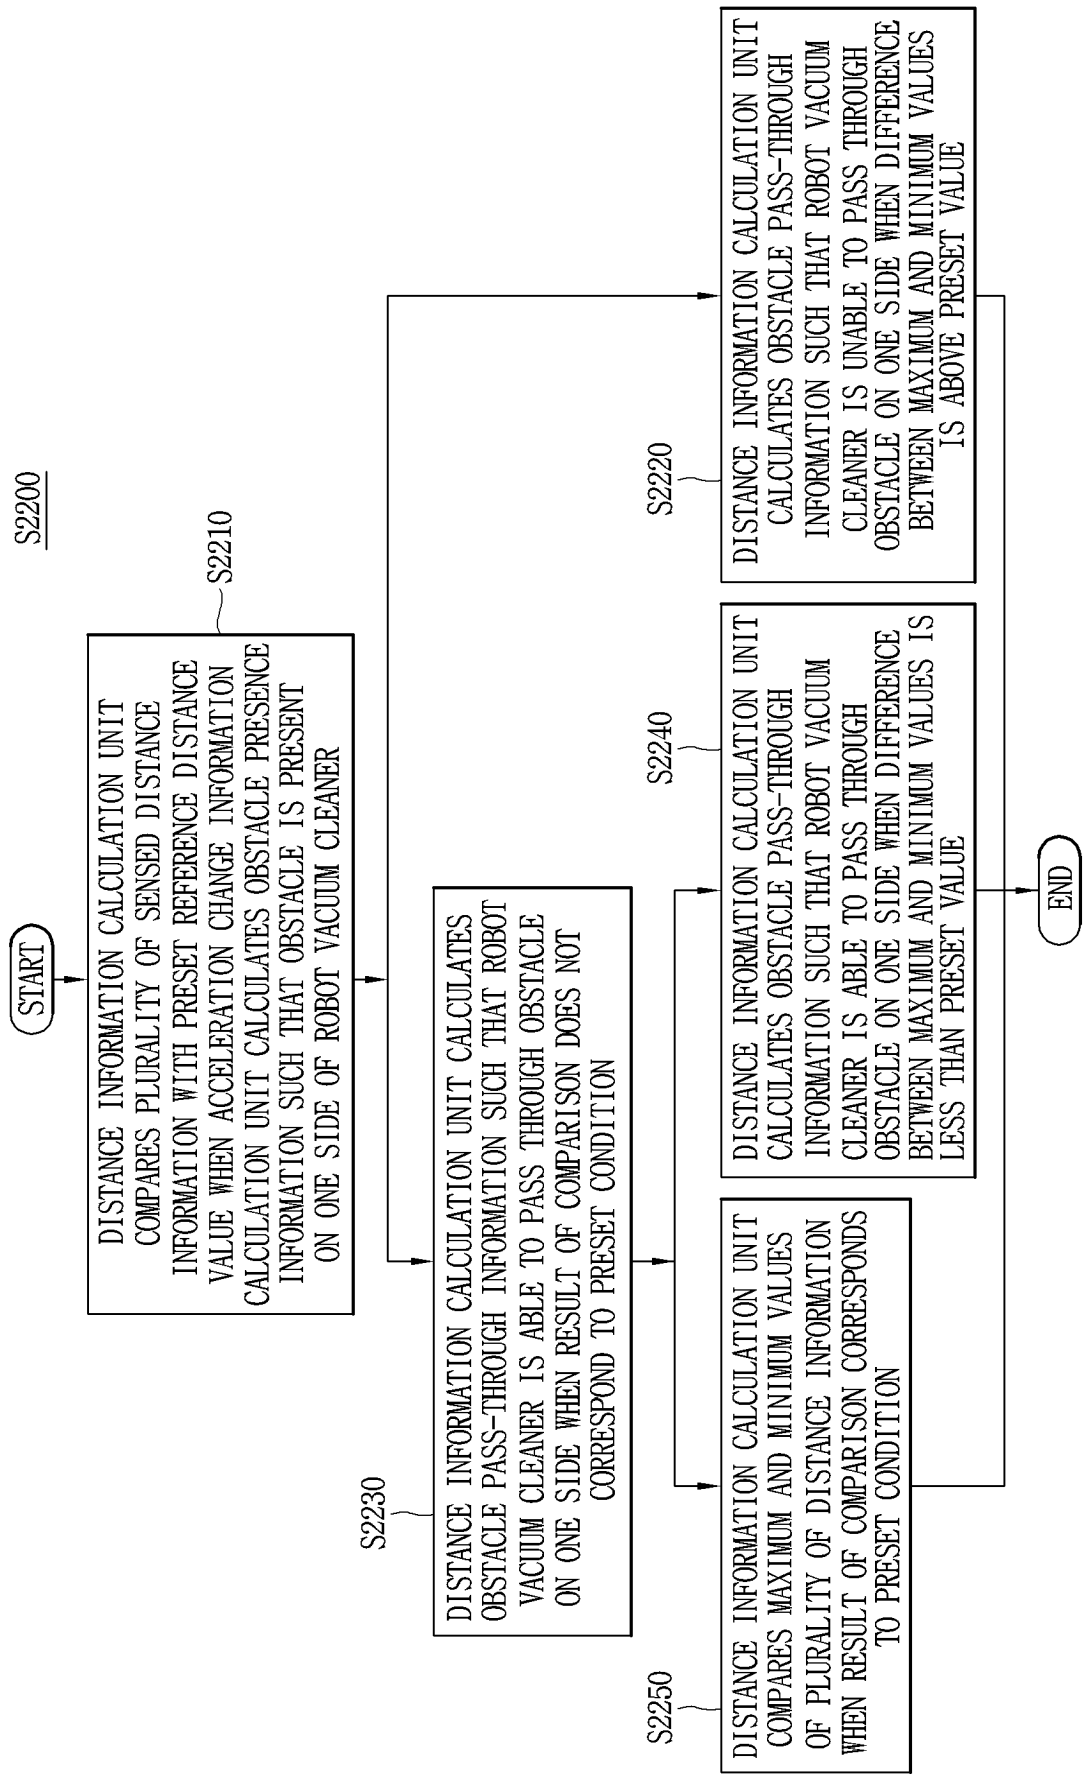 S2200
START
DISTANCE INFORMATION CALCULATION UNIT
COMPARES PLURALITY OF SENSED DISTANCE
INFORMATION WITH PRESET REFERENCE DISTANCE
VALUE WHEN ACCELERATION CHANGE INFORMATION
CALCULATION UNIT CALCULATES OBSTACLE PRESENCE
INFORMATION SUCH THAT OBSTACLE IS PRESENT
ON ONE SIDE OF ROBOT VACUUM CLEANER
S2210
S2230
DISTANCE INFORMATION CALCULATION UNIT CALCULATES
OBSTACLE PASS-THROUGH INFORMATION SUCH THAT ROBOT
VACUUM CLEANER IS ABLE TO PASS THROUGH OBSTACLE
ON ONE SIDE WHEN RESULT OF COMPARISON DOES NOT
CORRESPOND TO PRESET CONDITION
S2250
DISTANCE INFORMATION CALCULATION UNIT
COMPARES MAXIMUM AND MINIMUM VALUES
OF PLURALITY OF DISTANCE INFORMATION
WHEN RESULT OF COMPARISON CORRESPONDS
TO PRESET CONDITION
S2240
DISTANCE INFORMATION CALCULATION UNIT
CALCULATES OBSTACLE PASS-THROUGH
INFORMATION SUCH THAT ROBOT VACUUM
CLEANER IS ABLE TO PASS THROUGH
OBSTACLE ON ONE SIDE WHEN DIFFERENCE
BETWEEN MAXIMUM AND MINIMUM VALUES IS
LESS THAN PRESET VALUE
S2220
DISTANCE INFORMATION CALCULATION UNIT
CALCULATES OBSTACLE PASS-THROUGH
INFORMATION SUCH THAT ROBOT VACUUM
CLEANER IS UNABLE TO PASS THROUGH
OBSTACLE ON ONE SIDE WHEN DIFFERENCE
BETWEEN MAXIMUM AND MINIMUM VALUES
IS ABOVE PRESET VALUE
END